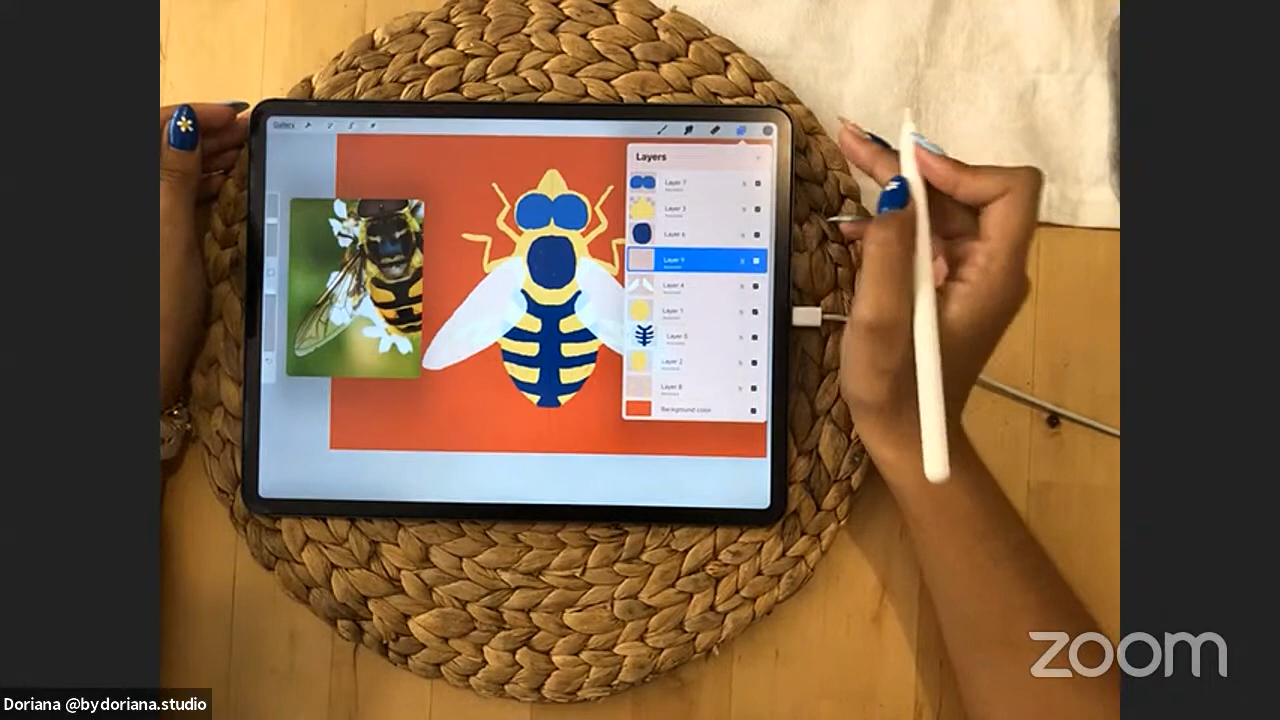 Gallery
Layers
Layer 7
Layer 3
Layer 6
Layer 9
Layer 4
Layer 1
Layer 5
Layer 2
Layer 8
Background color
zoom
Doriana @bydoriana.studio